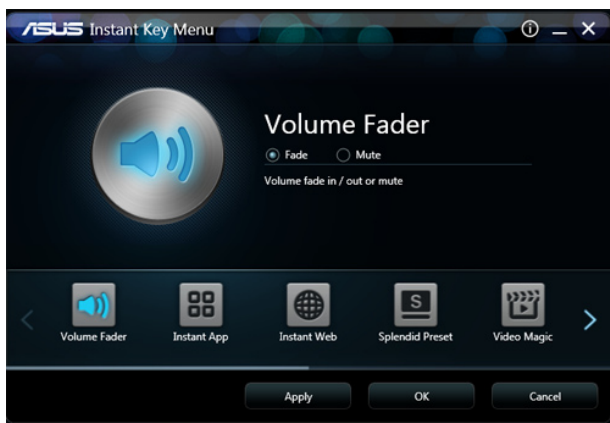 ASUS Instant Key Menu
Volume Fader
Fade Mute
Volume fade in / out or mute
S
Volume Fader Instant App Instant Web Splendid Preset Video Magic
Apply OK Cancel